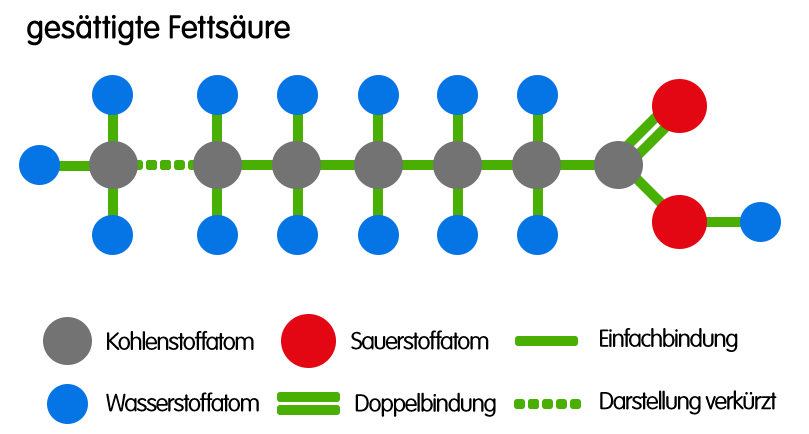 gesättigte Fettsäure
Kohlenstoffatom
Sauerstoffatom
Einfachbindung
Wasserstoffatom
Doppelbindung
Darstellung verkürzt